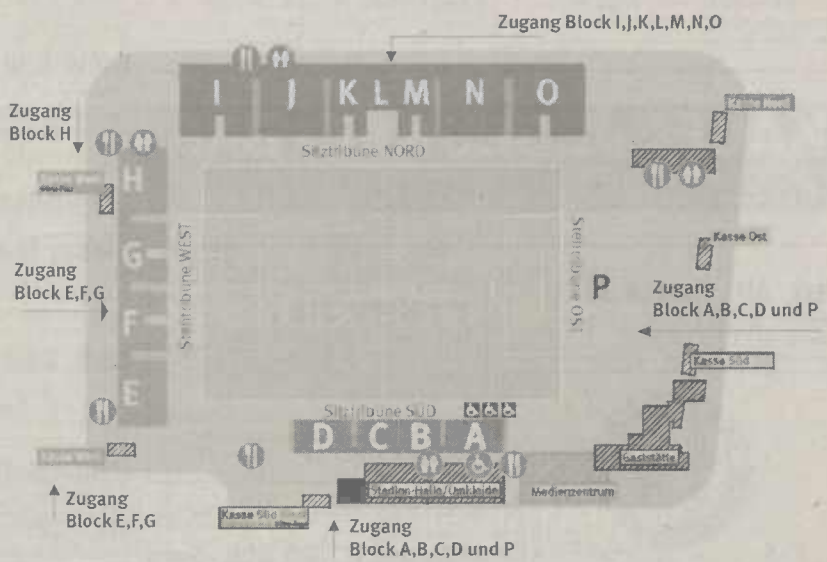 Zugang Block I,J,K,L,M,N,O
I J K L M N O
Sitztribüne NORD
Zugang
Block H
H
G
F
E
Stehtribüne WEST
Stehtribüne OST
P
Kasse Nord
Kasse Ost
Zugang
Block E,F,G
Zugang
Block A,B,C,D und P
Kasse Süd
Sitztribüne SÜD
D C B A
Gaststätte
Stadion-Halle/Umkleide
Medienzentrum
Kasse Süd
Zugang
Block E,F,G
Zugang
Block A,B,C,D und P